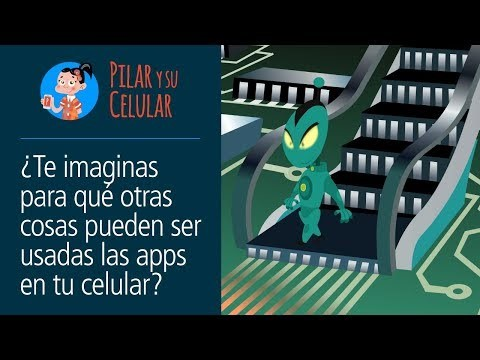 PILAR Y SU
CELULAR
¿Te imaginas
para qué otras
cosas pueden ser
usadas las apps
en tu celular?